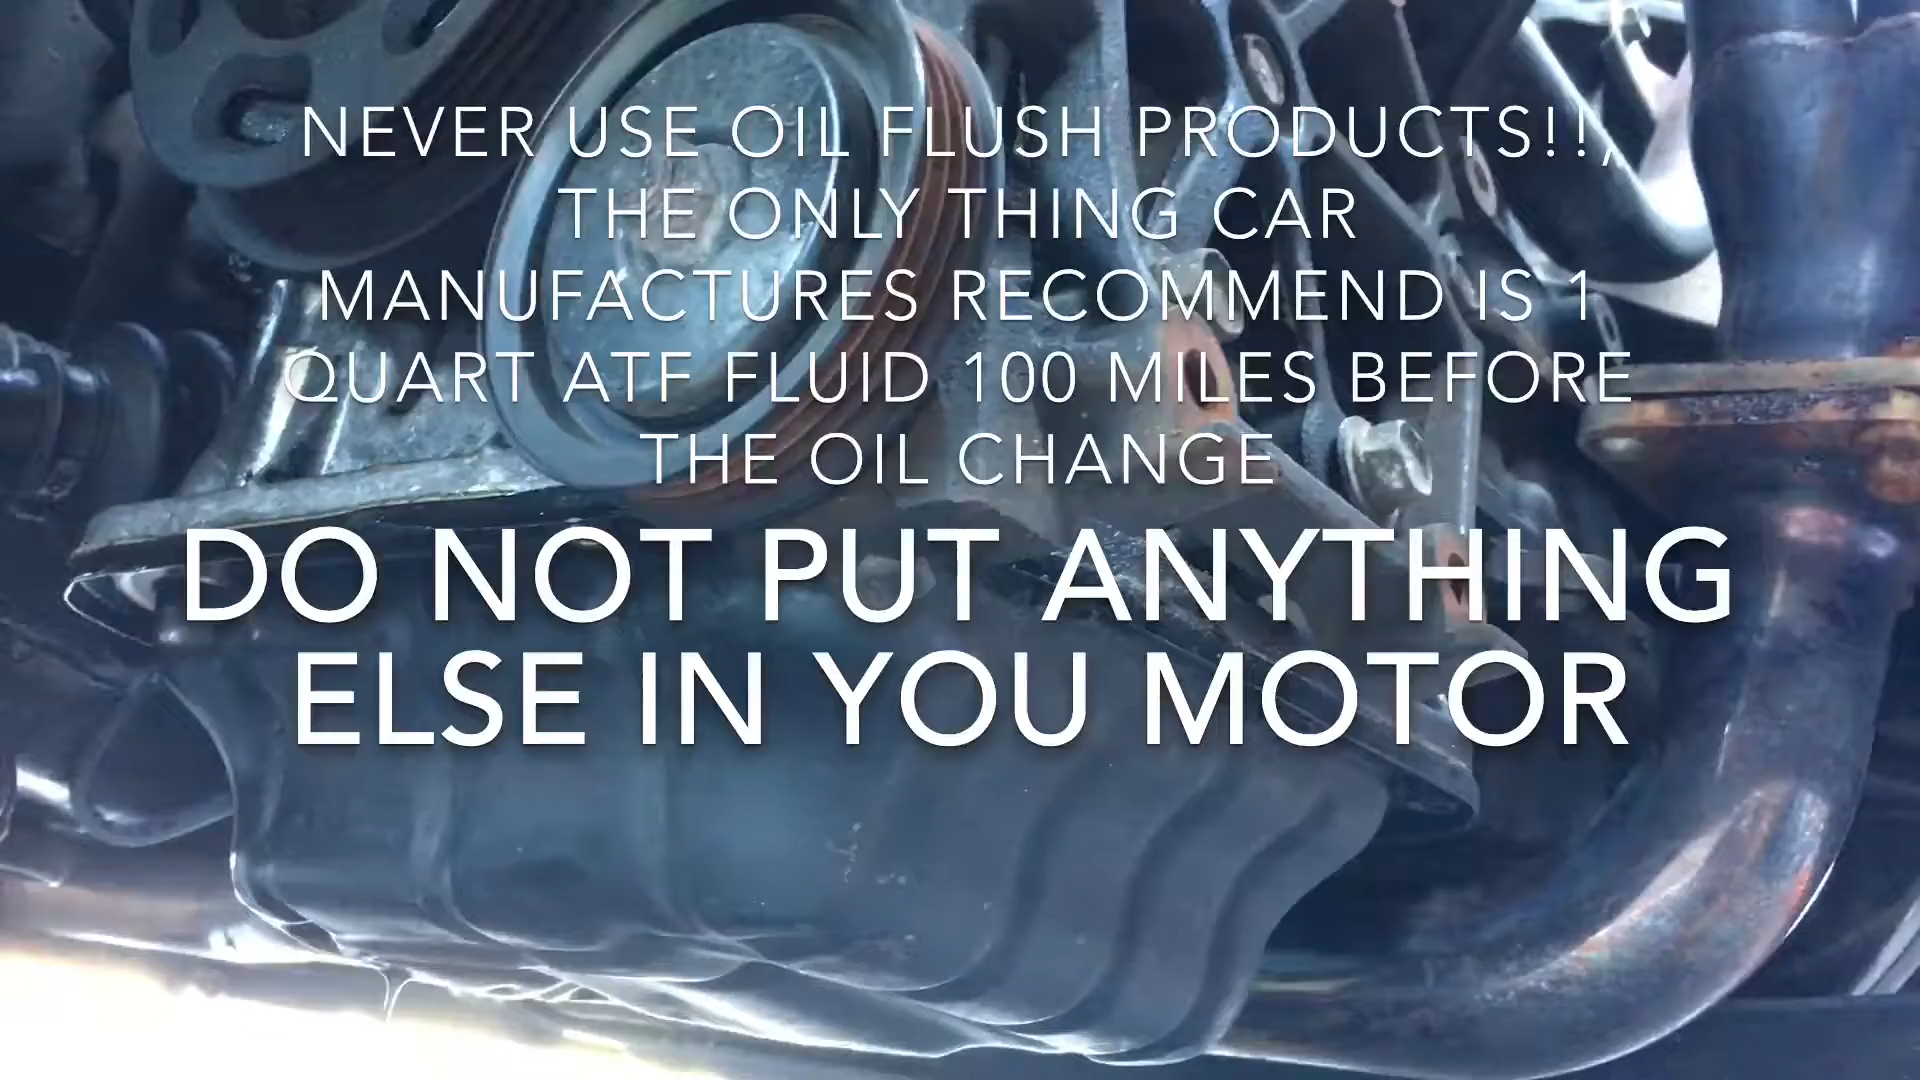 NEVER USE OIL FLUSH PRODUCTS!!,
THE ONLY THING CAR
MANUFACTURES RECOMMEND IS 1
QUART ATF FLUID 100 MILES BEFORE
THE OIL CHANGE
DO NOT PUT ANYTHING
ELSE IN YOU MOTOR